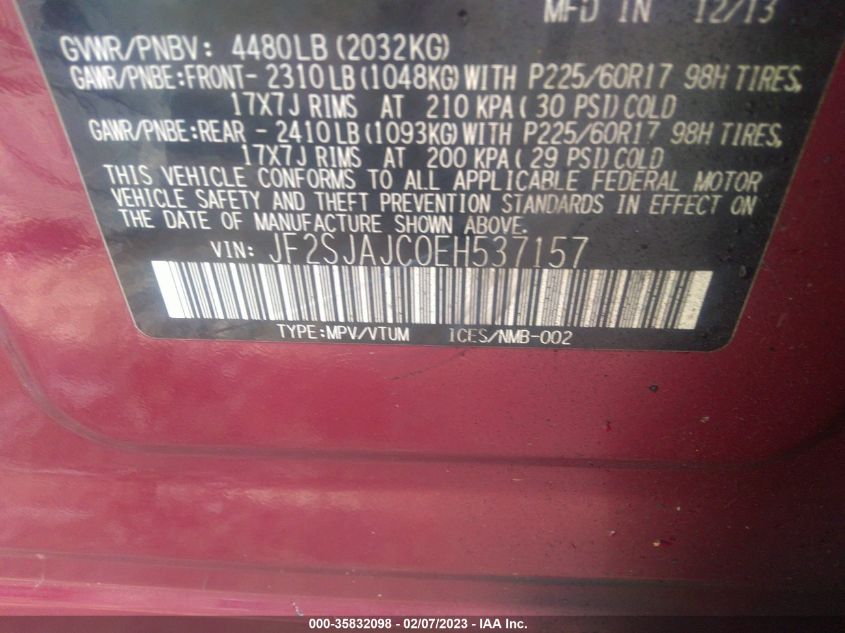 MFD IN 12/13
GVWR/PNBV: 4480LB (2032KG)
GAWR/PNBE:FRONT- 2310LB (1048KG)WITH P225/60R17 98H TIRES,
17X7J RIMS AT 210 KPA( 30 PSI)COLD
GAWR/PNBE:REAR - 2410LB (1093KG)WITH P225/60R17 98H TIRES,
17X7J RIMS AT 200 KPA( 29 PSI)COLD
THIS VEHICLE CONFORMS TO ALL APPLICABLE FEDERAL MOTOR
VEHICLE SAFETY AND THEFT PREVENTION STANDARDS IN EFFECT ON
THE DATE OF MANUFACTURE SHOWN ABOVE.
VIN: JF2SJAJC0EH537157
TYPE:MPV/VTUM ICES/NMB-002
000-35832098 - 02/07/2023 - IAA Inc.